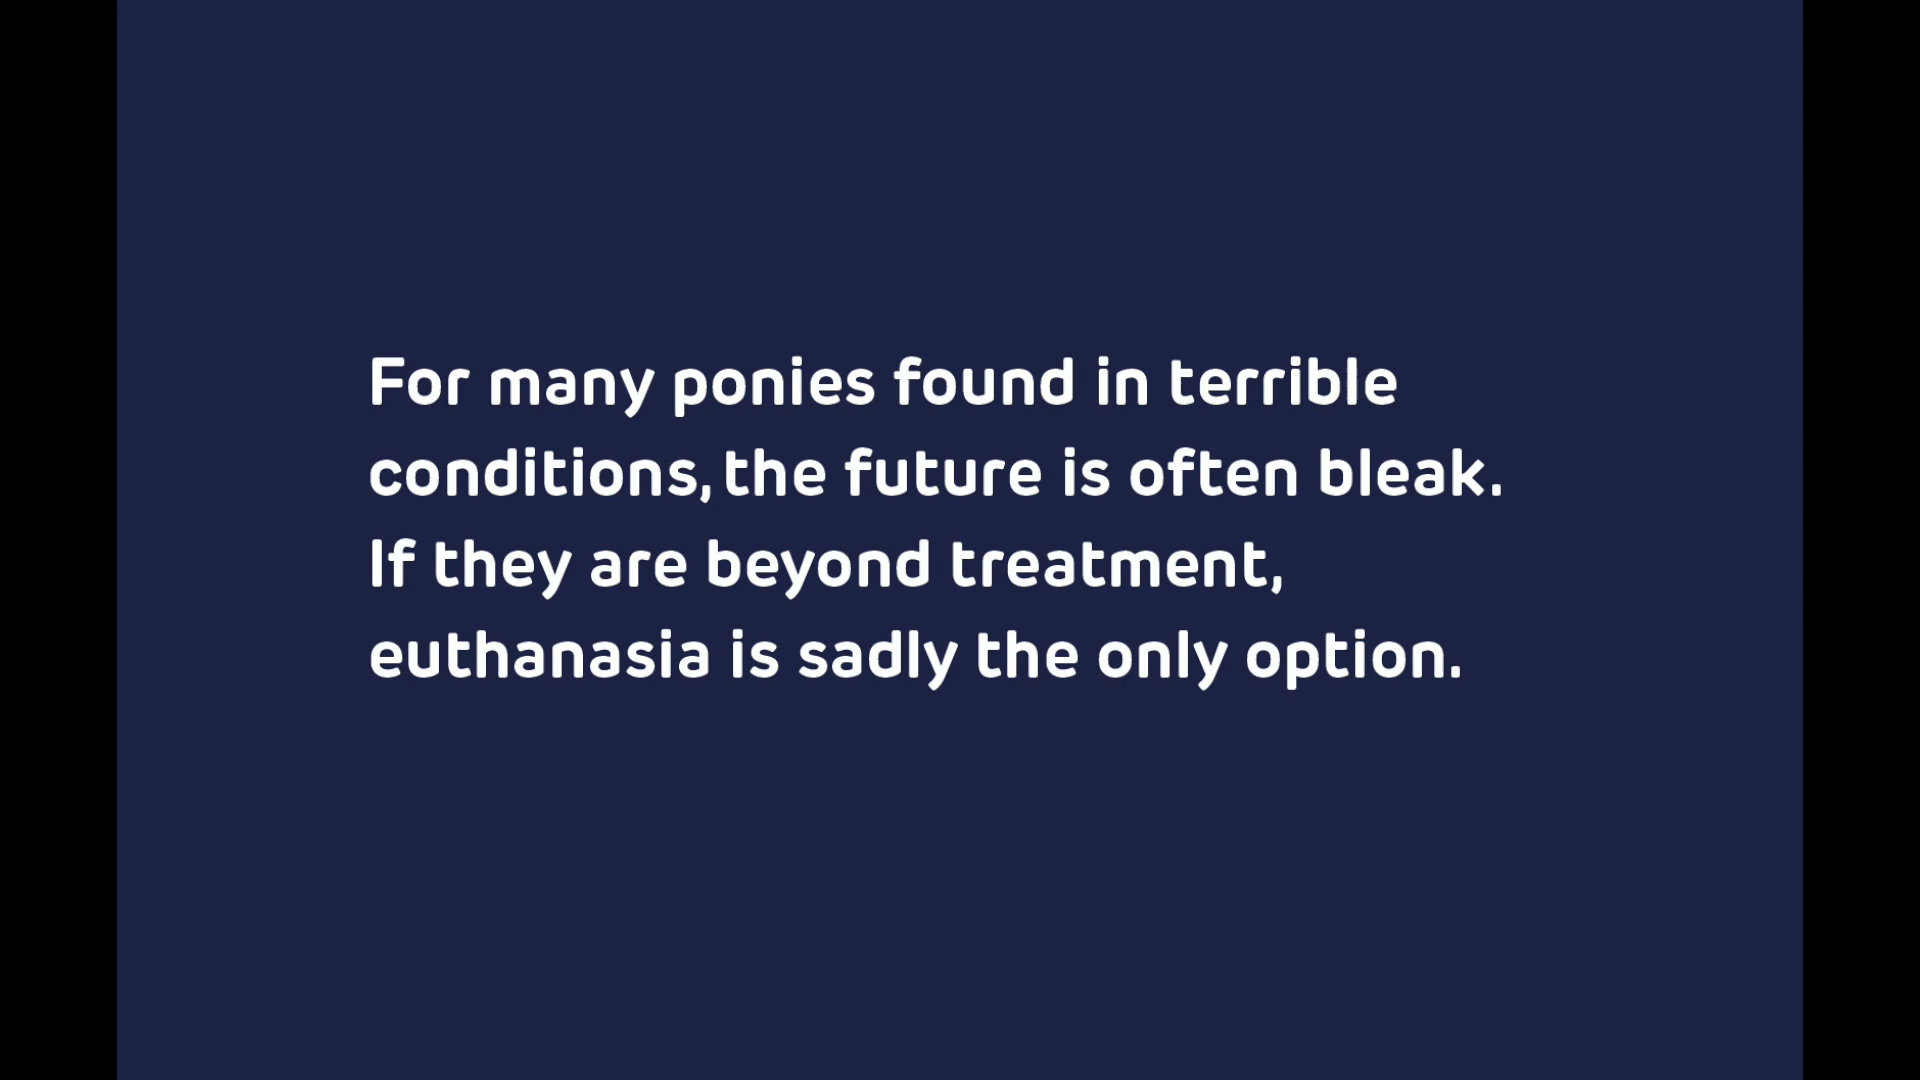 For many ponies found in terrible
conditions, the future is often bleak.
If they are beyond treatment,
euthanasia is sadly the only option.